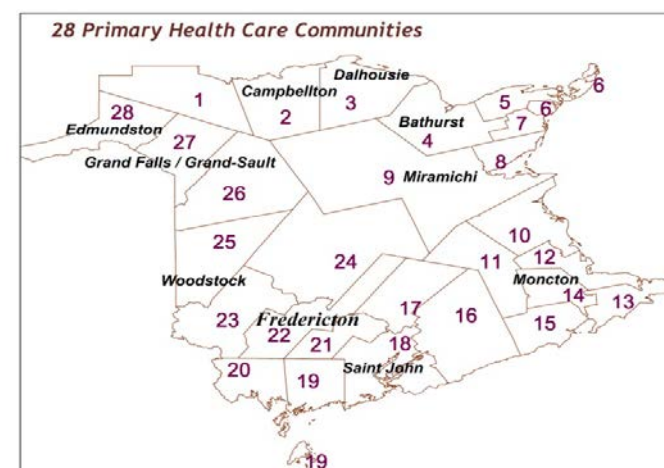 28 Primary Health Care Communities
Dalhousie
6
1
Campbellton
5
28
2
3
6
Bathurst
7
Edmundston
27
4
Grand Falls / Grand-Sault
8
9
Miramichi
26
10
25
11
12
24
Woodstock
Moncton
14
13
17
23
Fredericton
16
15
22
21
18
20
Saint John
19
19